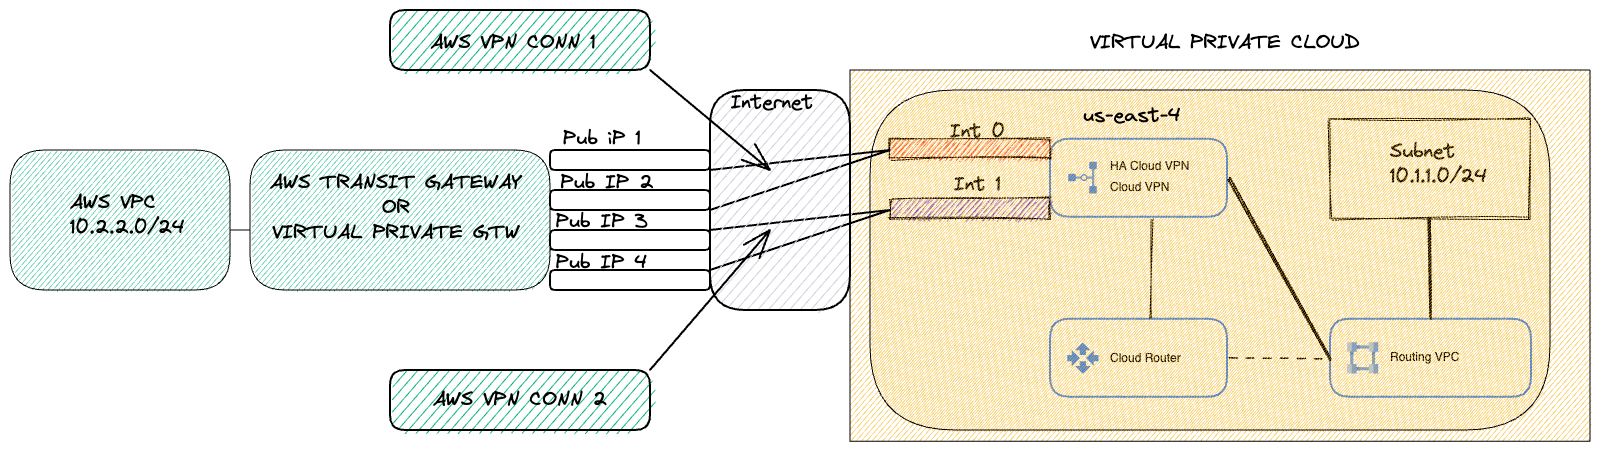 AWS VPN CONN 1
VIRTUAL PRIVATE CLOUD
Internet
us-east-4
Pub iP 1
Int 0
HA Cloud VPN
Cloud VPN
Subnet
10.1.1.0/24
AWS VPC
10.2.2.0/24
AWS TRANSIT GATEWAY
OR
VIRTUAL PRIVATE GTW
Pub IP 2
Int 1
Pub IP 3
Pub IP 4
Cloud Router
Routing VPC
AWS VPN CONN 2